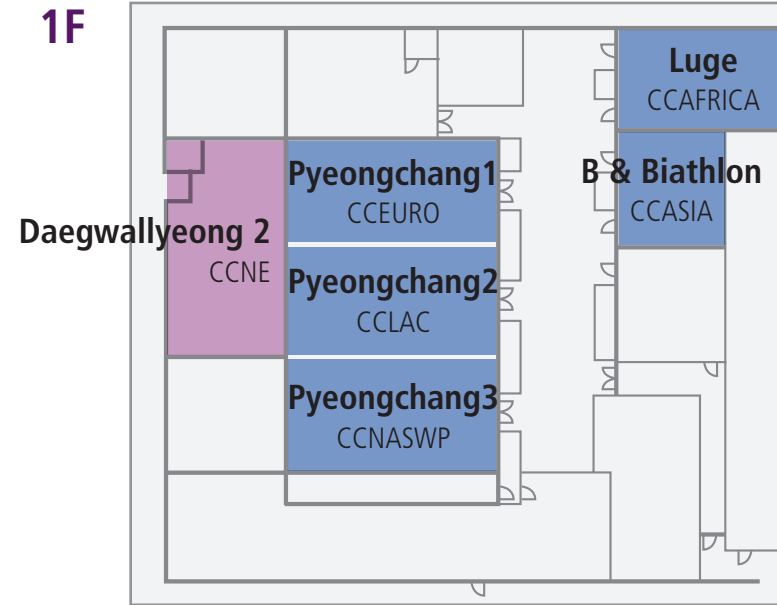 1F
Luge
CCAFRICA
Pyeongchang1
CCEURO
B & Biathlon
CCASIA
Daegwallyeong 2
CCNE
Pyeongchang2
CCLAC
Pyeongchang3
CCNASWP